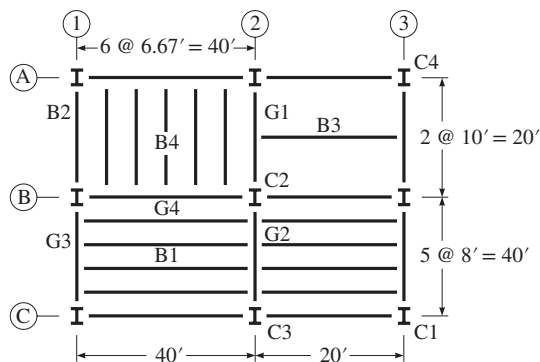 1 2 3
6 @ 6.67′ = 40′
A C4
B2 G1 B3
B4 2 @ 10′ = 20′
C2
B
G4
G3 G2
B1 5 @ 8′ = 40′
C C3 C1
40′ 20′